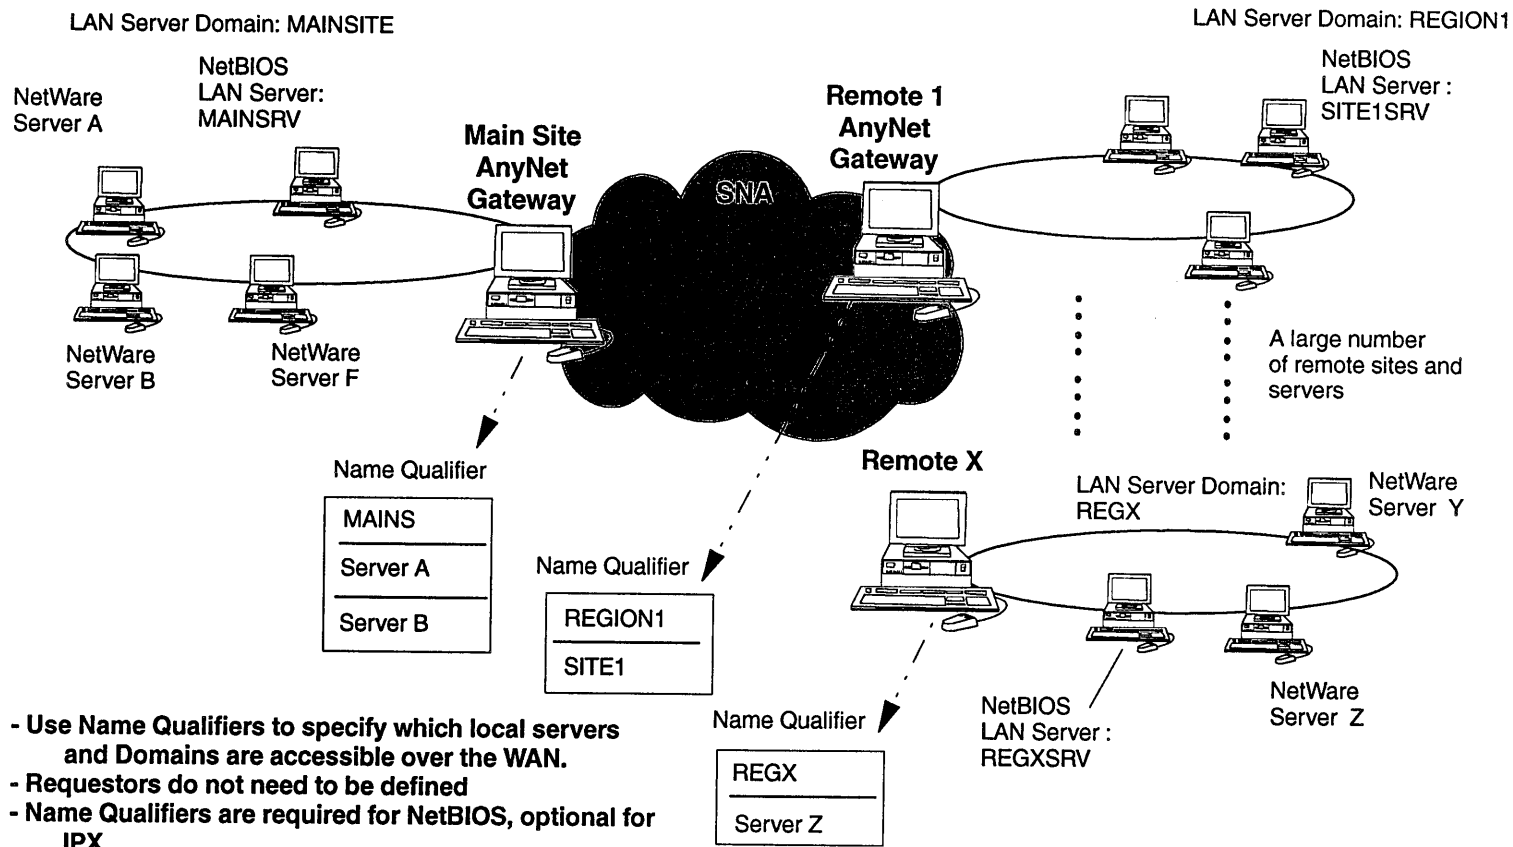 LAN Server Domain: MAINSITE
NetBIOS
LAN Server:
MAINSRV
NetWare
Server A
Main Site
AnyNet
Gateway
NetWare
Server B
NetWare
Server F
SNA
Remote 1
AnyNet
Gateway
LAN Server Domain: REGION1
NetBIOS
LAN Server :
SITE1SRV
A large number
of remote sites and
servers
Name Qualifier
MAINS
Server A
Server B
Name Qualifier
REGION1
SITE1
Remote X
LAN Server Domain:
REGX
NetWare
Server Y
NetBIOS
LAN Server :
REGXSRV
NetWare
Server Z
Name Qualifier
REGX
Server Z
- Use Name Qualifiers to specify which local servers
and Domains are accessible over the WAN.
- Requestors do not need to be defined
- Name Qualifiers are required for NetBIOS, optional for
IPX